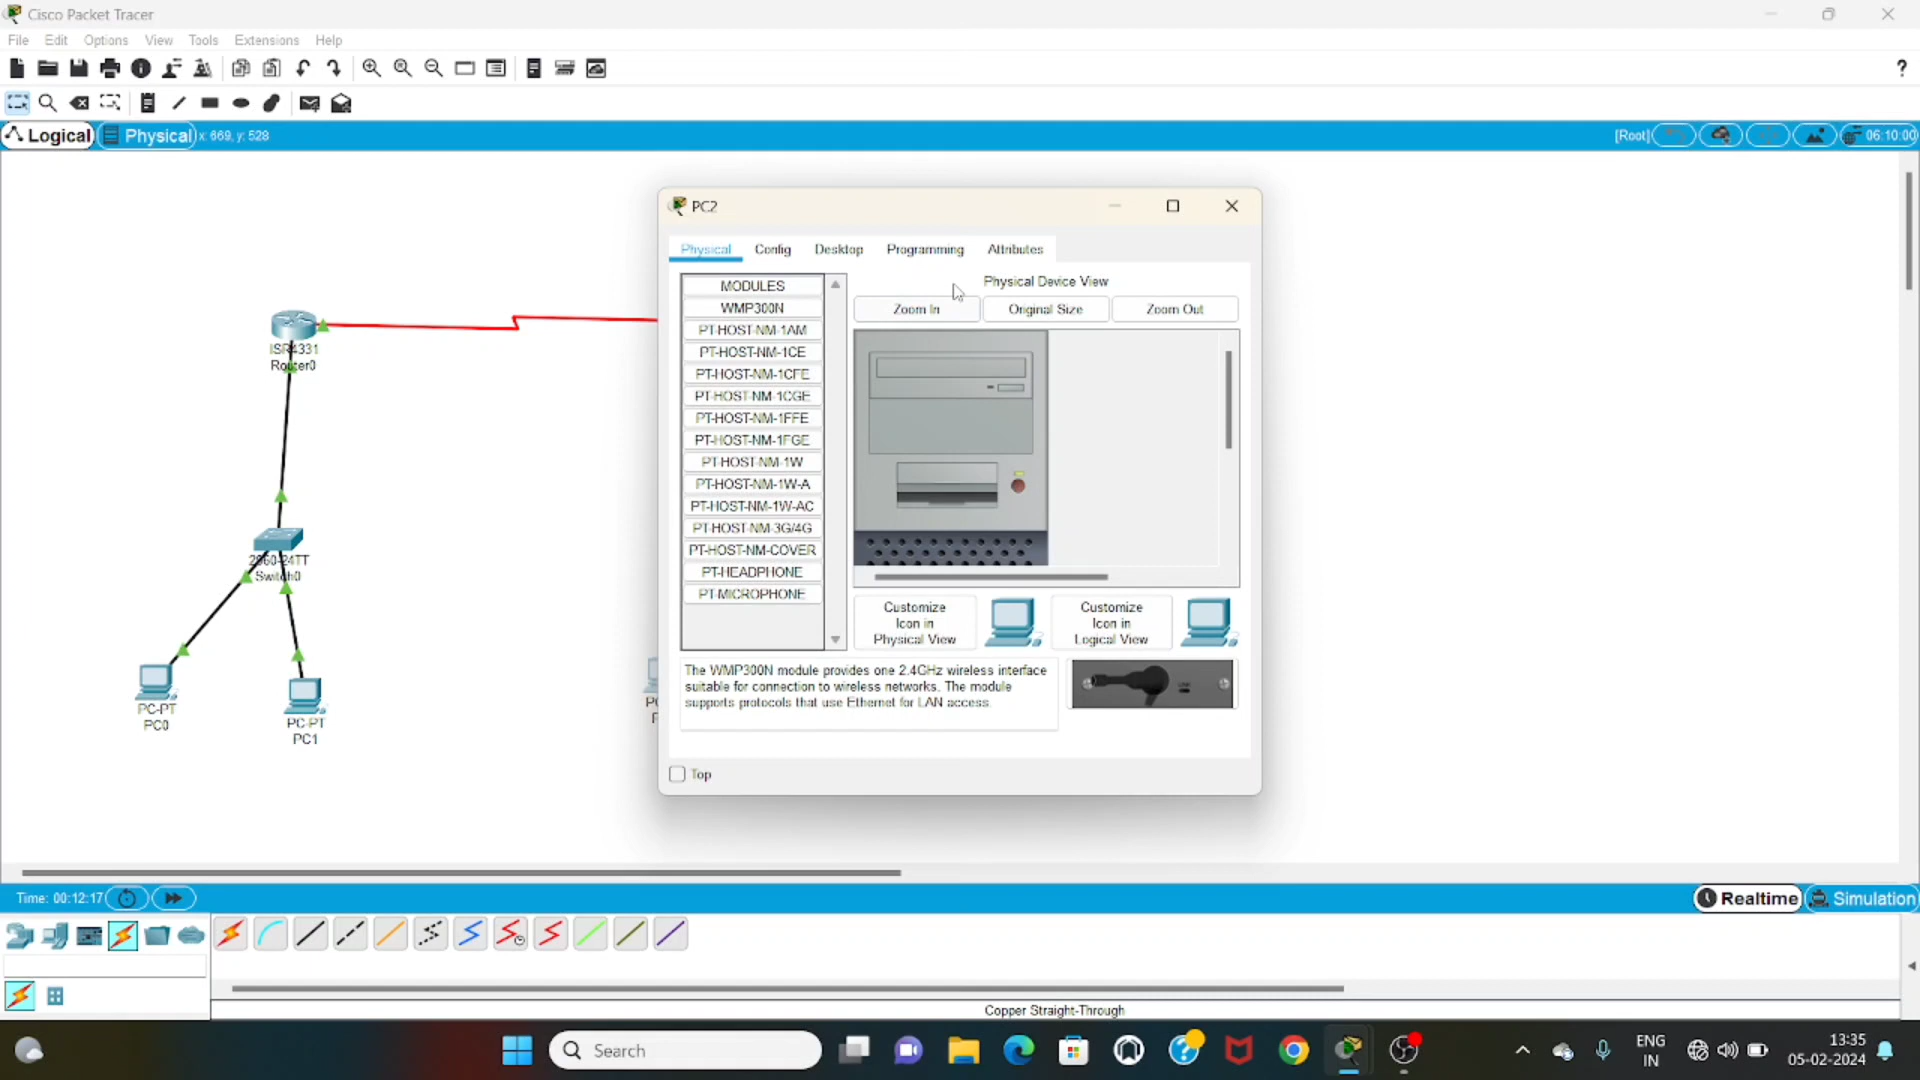 Cisco Packet Tracer
File Edit Options View Tools Extensions Help
?
Logical Physical x: 669, y: 528 [Root] 06:10:00
PC2
Physical Config Desktop Programming Attributes
MODULES
WMP300N
PT-HOST-NM-1AM
PT-HOST-NM-1CE
PT-HOST-NM-1CFE
PT-HOST-NM-1CGE
PT-HOST-NM-1FFE
PT-HOST-NM-1FGE
PT-HOST-NM-1W
PT-HOST-NM-1W-A
PT-HOST-NM-1W-AC
PT-HOST-NM-3G/4G
PT-HOST-NM-COVER
PT-HEADPHONE
PT-MICROPHONE
Physical Device View
Zoom In Original Size Zoom Out
Customize
Icon in
Physical View
Customize
Icon in
Logical View
The WMP300N module provides one 2.4GHz wireless interface
suitable for connection to wireless networks. The module
supports protocols that use Ethernet for LAN access.
Top
ISR4331
Router0
2960-24TT
Switch0
PC-PT
PC0
PC-PT
PC1
Time: 00:12:17
Realtime Simulation
Copper Straight-Through
Search
ENG
IN
13:35
05-02-2024